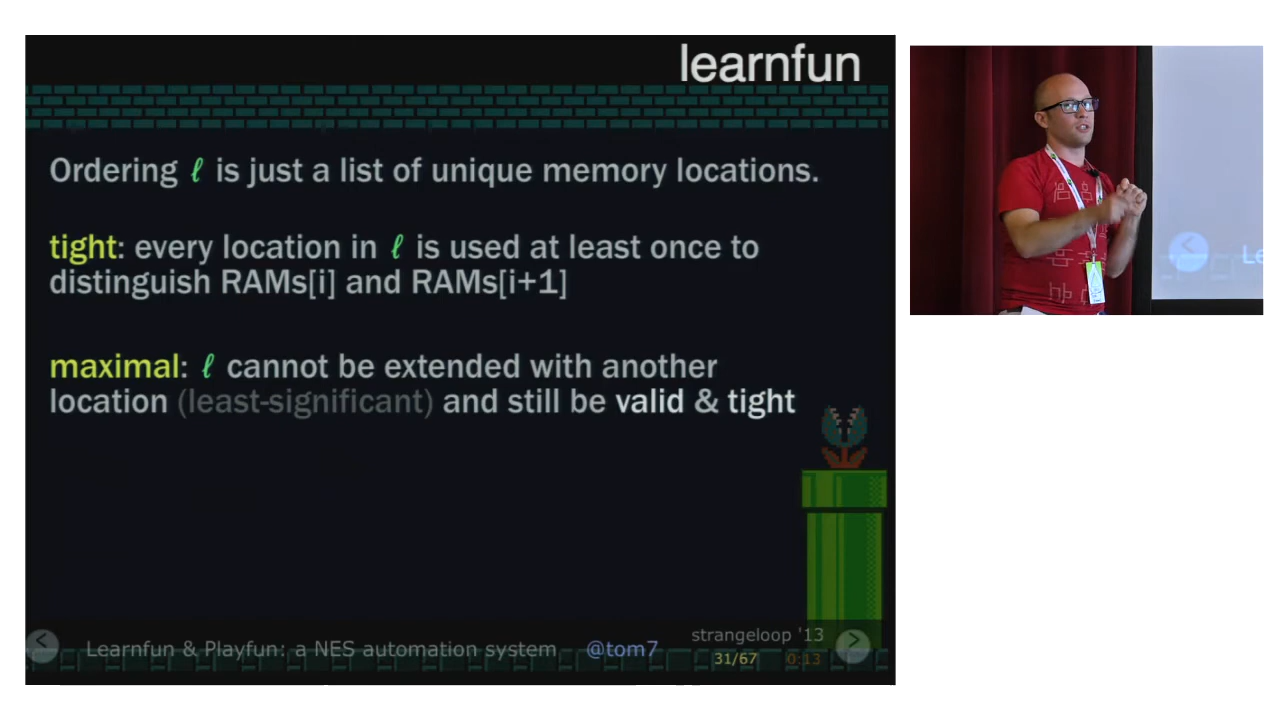 learnfun
Ordering ℓ is just a list of unique memory locations.
tight: every location in ℓ is used at least once to
distinguish RAMs[i] and RAMs[i+1]
maximal: ℓ cannot be extended with another
location (least-significant) and still be valid & tight
Learnfun & Playfun: a NES automation system @tom7
strangeloop '13
31/67 0:13
< >
< Le